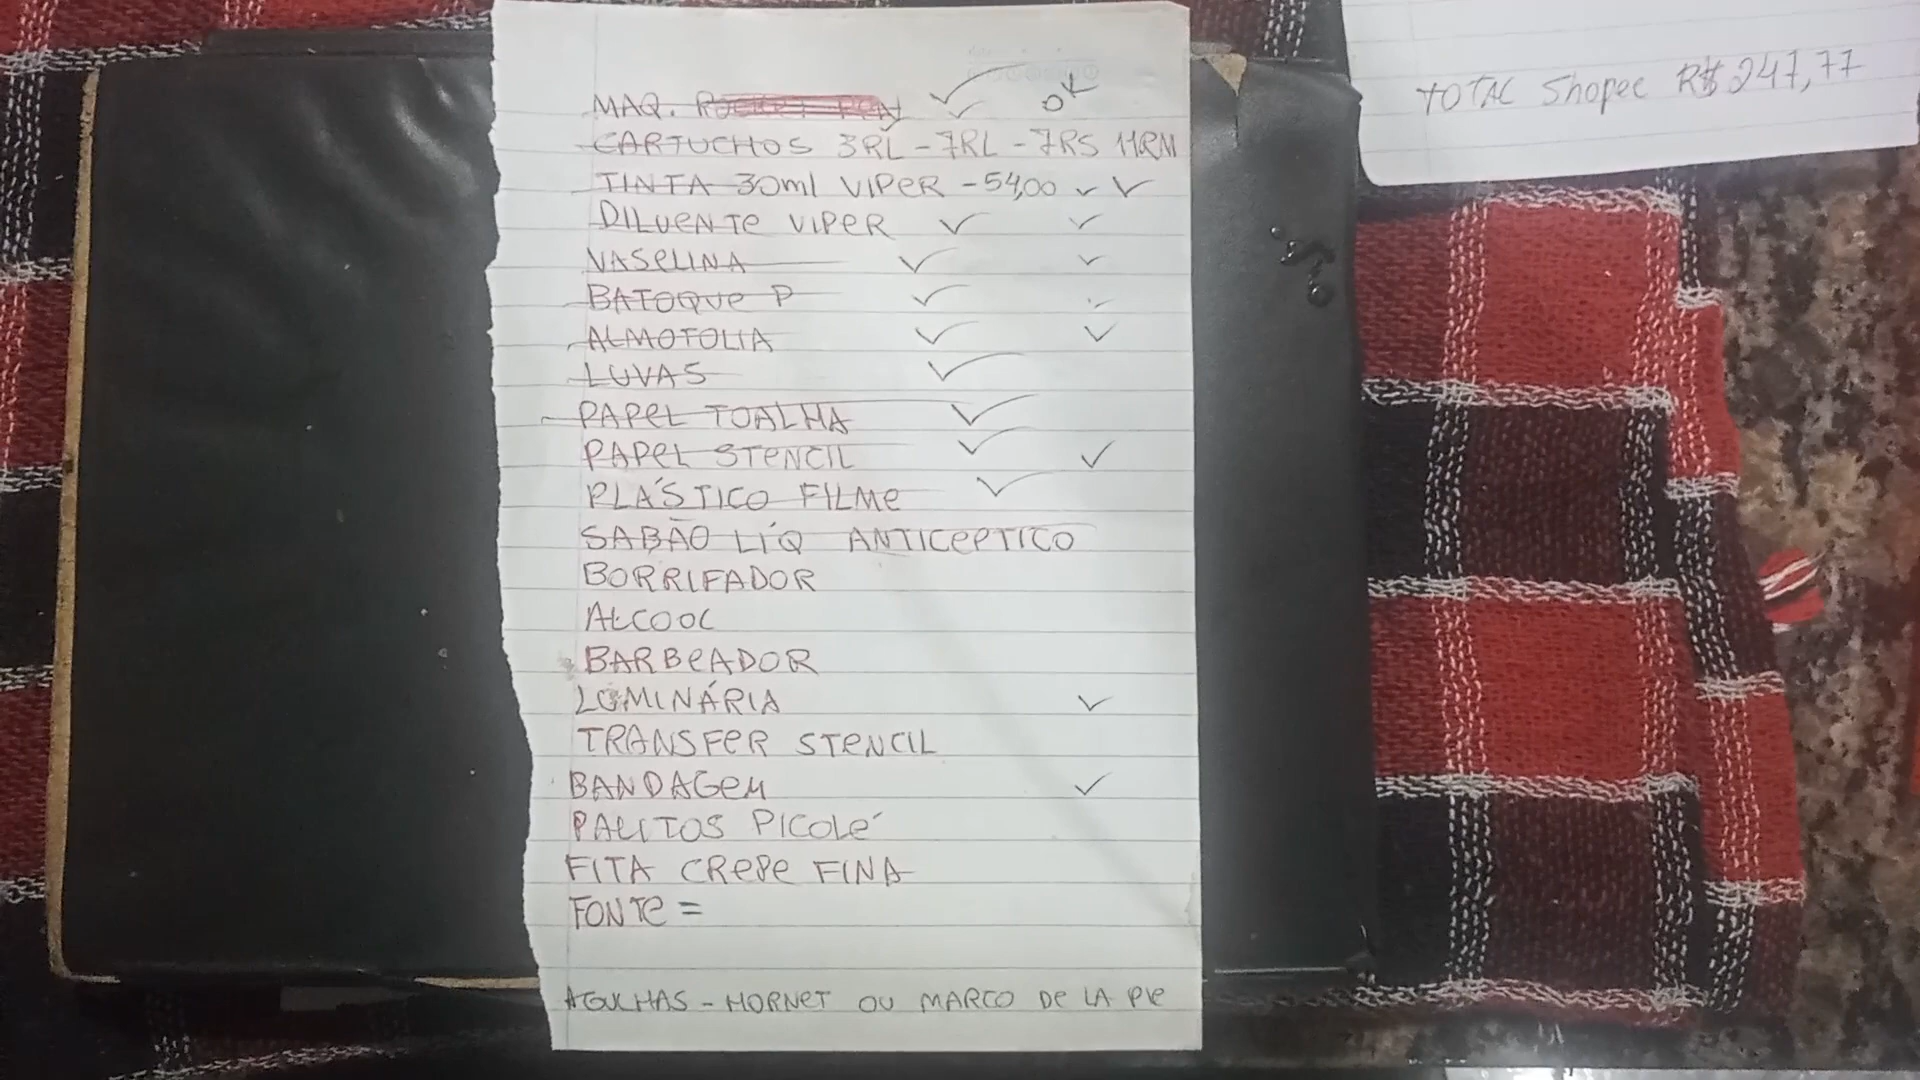 MAQ. OK
CARTUCHOS 3RL - 7RL - 7RS 11RM
TINTA 30ml VIPER - 54,00
DILUENTE VIPER
VASELINA
BATOQUE P
ALMOTOLIA
LUVAS
PAPEL TOALHA
PAPEL STENCIL
PLÁSTICO FILME
SABÃO LÍQ ANTICEPTICO
BORRIFADOR
ALCOOL
BARBEADOR
LUMINÁRIA
TRANSFER STENCIL
BANDAGEM
PALITOS PICOLÉ
FITA CREPE FINA
FONTE =
AGULHAS - HORNET OU MARCO DE LA PIE
TOTAL Shopee R$ 247,77